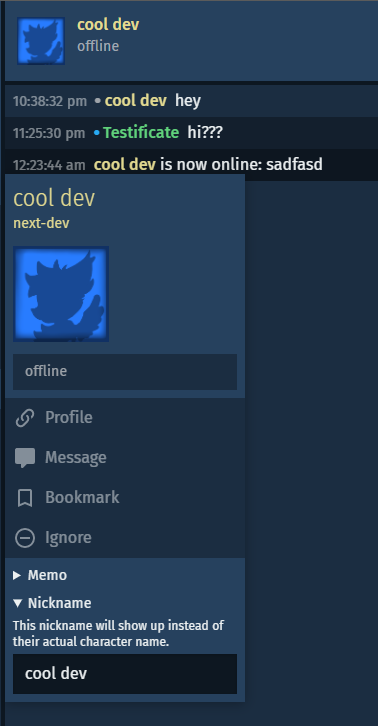 cool dev
offline
10:38:32 pm • cool dev hey
11:25:30 pm • Testificate hi???
12:23:44 am cool dev is now online: sadfasd
cool dev
next-dev
offline
Profile
Message
Bookmark
Ignore
Memo
Nickname
This nickname will show up instead of
their actual character name.
cool dev